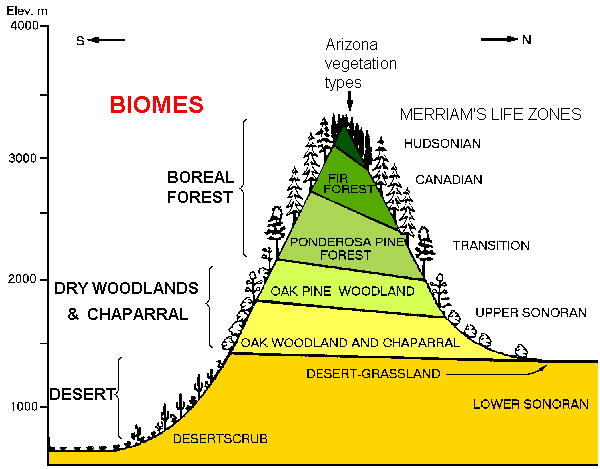 Elev. m
4000
S
N
Arizona
vegetation
types
BIOMES
MERRIAM'S LIFE ZONES
HUDSONIAN
3000
BOREAL
FOREST
FIR
FOREST
CANADIAN
PONDEROSA PINE
FOREST
TRANSITION
2000
DRY WOODLANDS
& CHAPARRAL
OAK PINE WOODLAND
UPPER SONORAN
OAK WOODLAND AND CHAPARRAL
DESERT-GRASSLAND
DESERT
1000
LOWER SONORAN
DESERTSCRUB